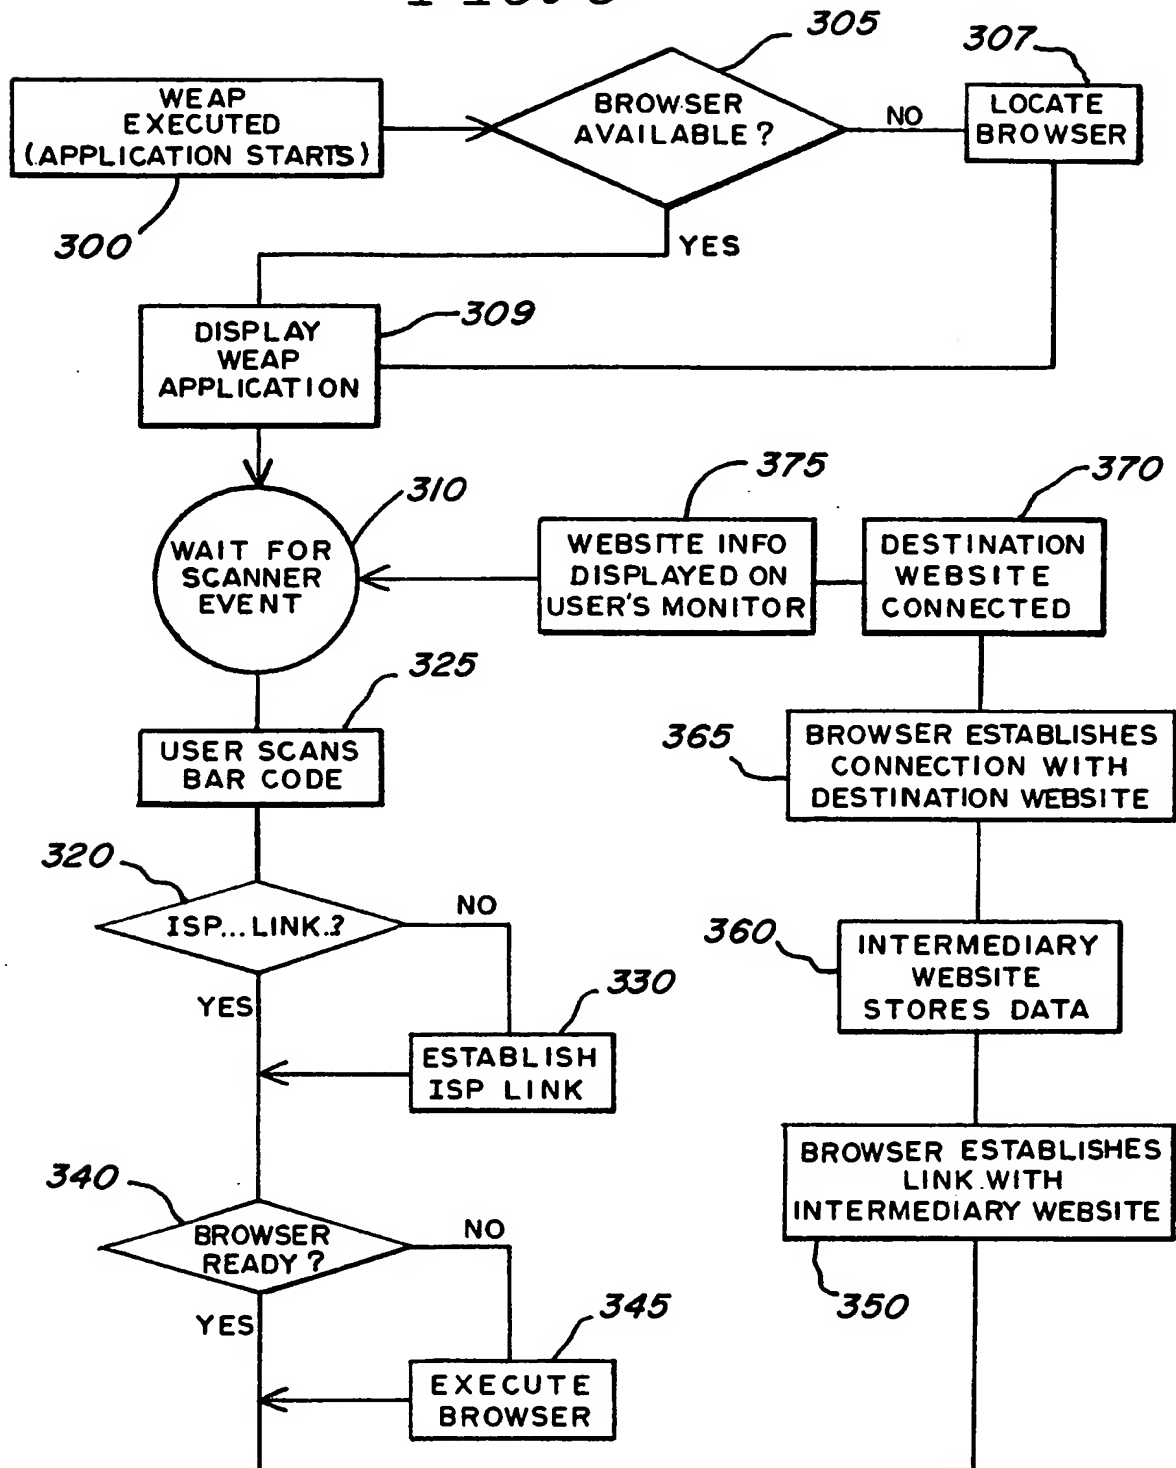 305
307
WEAP
EXECUTED
(.APPLICATION STARTS)
BROWSER
AVAILABLE?
NO
LOCATE
BROWSER
300
YES
309
DISPLAY
WEAP
APPLICATION
310
375
370
WAIT FOR
SCANNER
EVENT
WEBSITE INFO
DISPLAYED ON
USER'S MONITOR
DESTINATION
WEBSITE
CONNECTED
325
USER SCANS
BAR CODE
365
BROWSER ESTABLISHES
CONNECTION WITH
DESTINATION WEBSITE
320
ISP...LINK.?
NO
YES
360
INTERMEDIARY
WEBSITE
STORES DATA
330
ESTABLISH
ISP LINK
BROWSER ESTABLISHES
LINK.WITH
INTERMEDIARY WEBSITE
340
BROWSER
READY?
NO
YES
350
345
EXECUTE
BROWSER